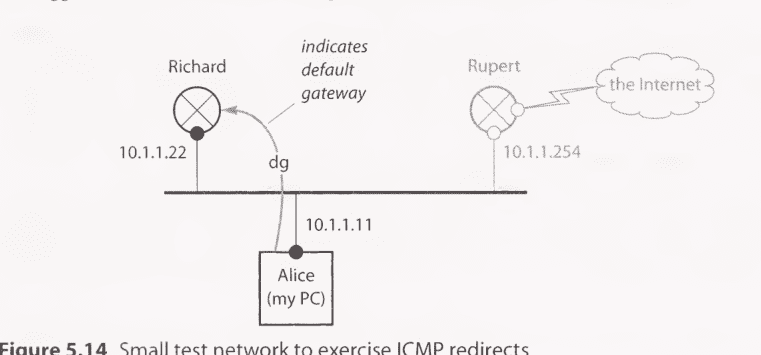 indicates
default
gateway
Richard
Rupert
the Internet
10.1.1.22
dg
10.1.1.254
10.1.1.11
Alice
(my PC)
Figure 5.14 Small test network to exercise ICMP redirects